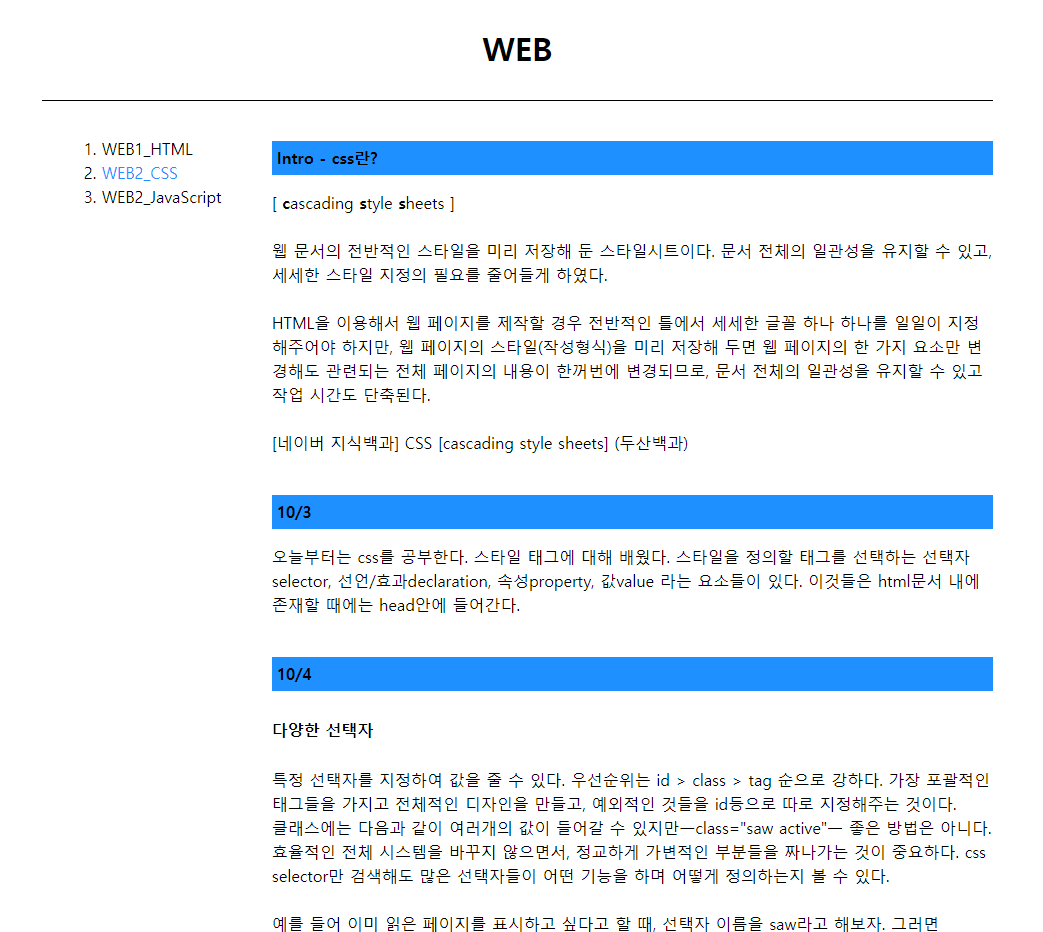 WEB
1. WEB1_HTML
2. WEB2_CSS
3. WEB2_JavaScript
Intro - css란?
[ cascading style sheets ]
웹 문서의 전반적인 스타일을 미리 저장해 둔 스타일시트이다. 문서 전체의 일관성을 유지할 수 있고,
세세한 스타일 지정의 필요를 줄어들게 하였다.
HTML을 이용해서 웹 페이지를 제작할 경우 전반적인 틀에서 세세한 글꼴 하나 하나를 일일이 지정
해주어야 하지만, 웹 페이지의 스타일(작성형식)을 미리 저장해 두면 웹 페이지의 한 가지 요소만 변
경해도 관련되는 전체 페이지의 내용이 한꺼번에 변경되므로, 문서 전체의 일관성을 유지할 수 있고
작업 시간도 단축된다.
[네이버 지식백과] CSS [cascading style sheets] (두산백과)
10/3
오늘부터는 css를 공부한다. 스타일 태그에 대해 배웠다. 스타일을 정의할 태그를 선택하는 선택자
selector, 선언/효과declaration, 속성property, 값value 라는 요소들이 있다. 이것들은 html문서 내에
존재할 때에는 head안에 들어간다.
10/4
다양한 선택자
특정 선택자를 지정하여 값을 줄 수 있다. 우선순위는 id > class > tag 순으로 강하다. 가장 포괄적인
태그들을 가지고 전체적인 디자인을 만들고, 예외적인 것들을 id등으로 따로 지정해주는 것이다.
클래스에는 다음과 같이 여러개의 값이 들어갈 수 있지만ㅡclass="saw active"ㅡ 좋은 방법은 아니다.
효율적인 전체 시스템을 바꾸지 않으면서, 정교하게 가변적인 부분들을 짜나가는 것이 중요하다. css
selector만 검색해도 많은 선택자들이 어떤 기능을 하며 어떻게 정의하는지 볼 수 있다.
예를 들어 이미 읽은 페이지를 표시하고 싶다고 할 때, 선택자 이름을 saw라고 해보자. 그러면